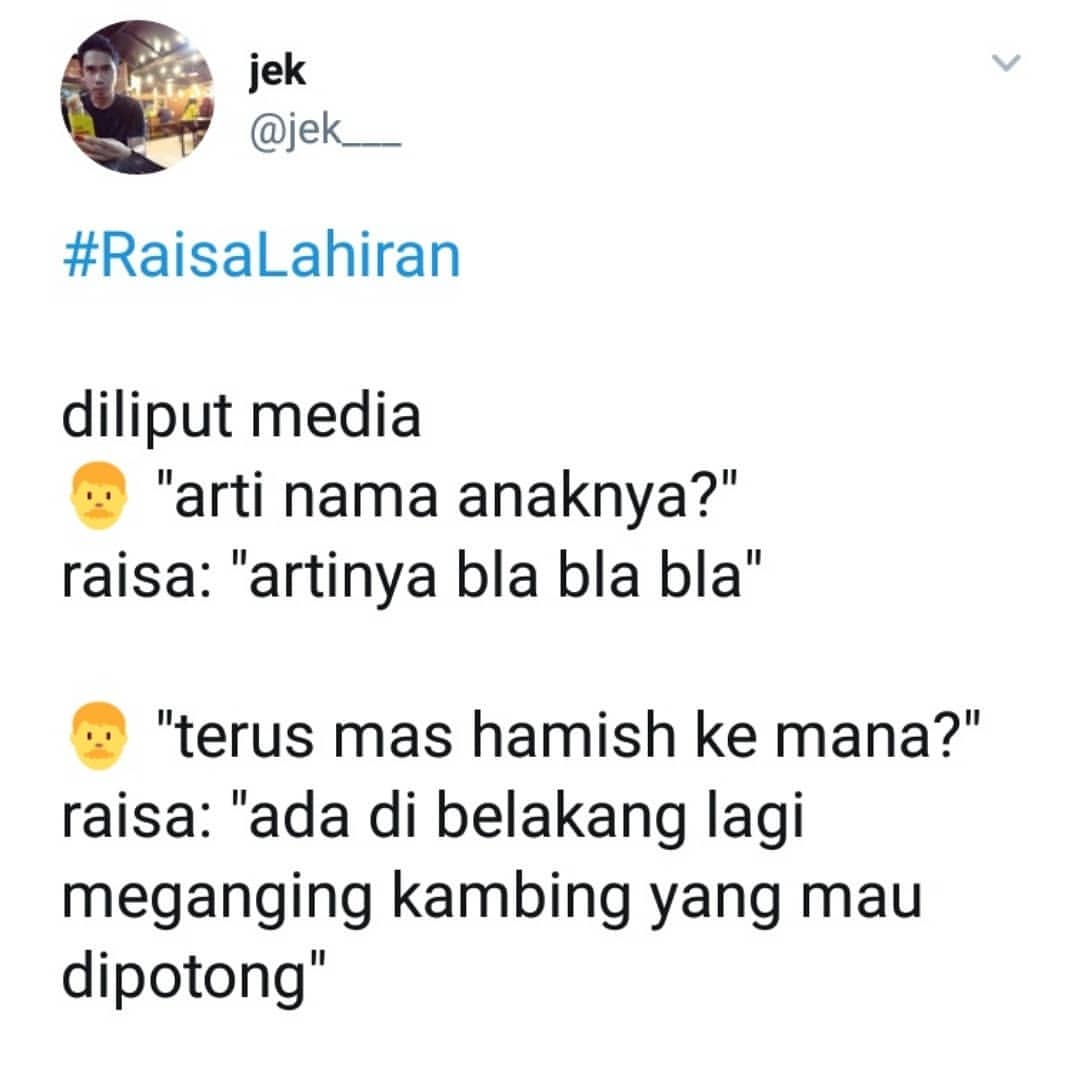 jek
@jek___
#RaisaLahiran
diliput media
👨 "arti nama anaknya?"
raisa: "artinya bla bla bla"
👨 "terus mas hamish ke mana?"
raisa: "ada di belakang lagi
meganging kambing yang mau
dipotong"